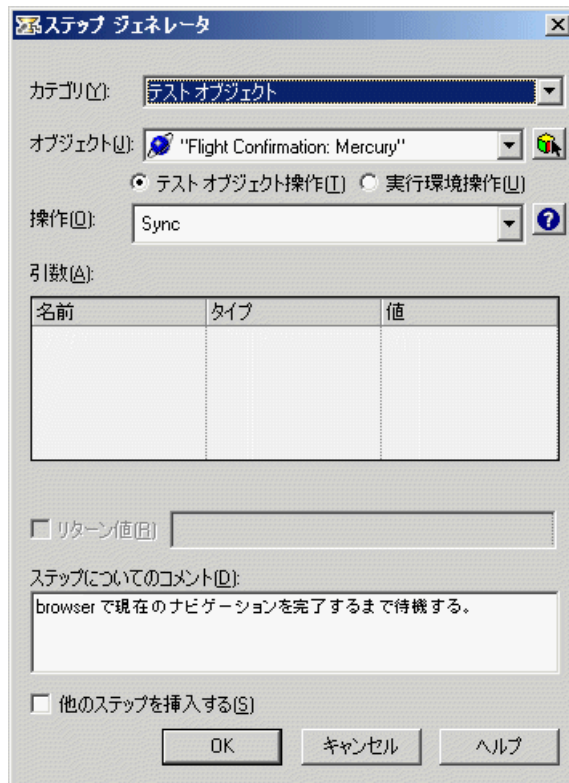 ステップ ジェネレータ
カテゴリ(Y): テスト オブジェクト
オブジェクト(J): "Flight Confirmation: Mercury"
テスト オブジェクト操作(T) 実行環境操作(U)
操作(O): Sync
引数(A):
名前 タイプ 値
リターン値(R)
ステップについてのコメント(D):
browser で現在のナビゲーションを完了するまで待機する。
他のステップを挿入する(S)
OK キャンセル ヘルプ